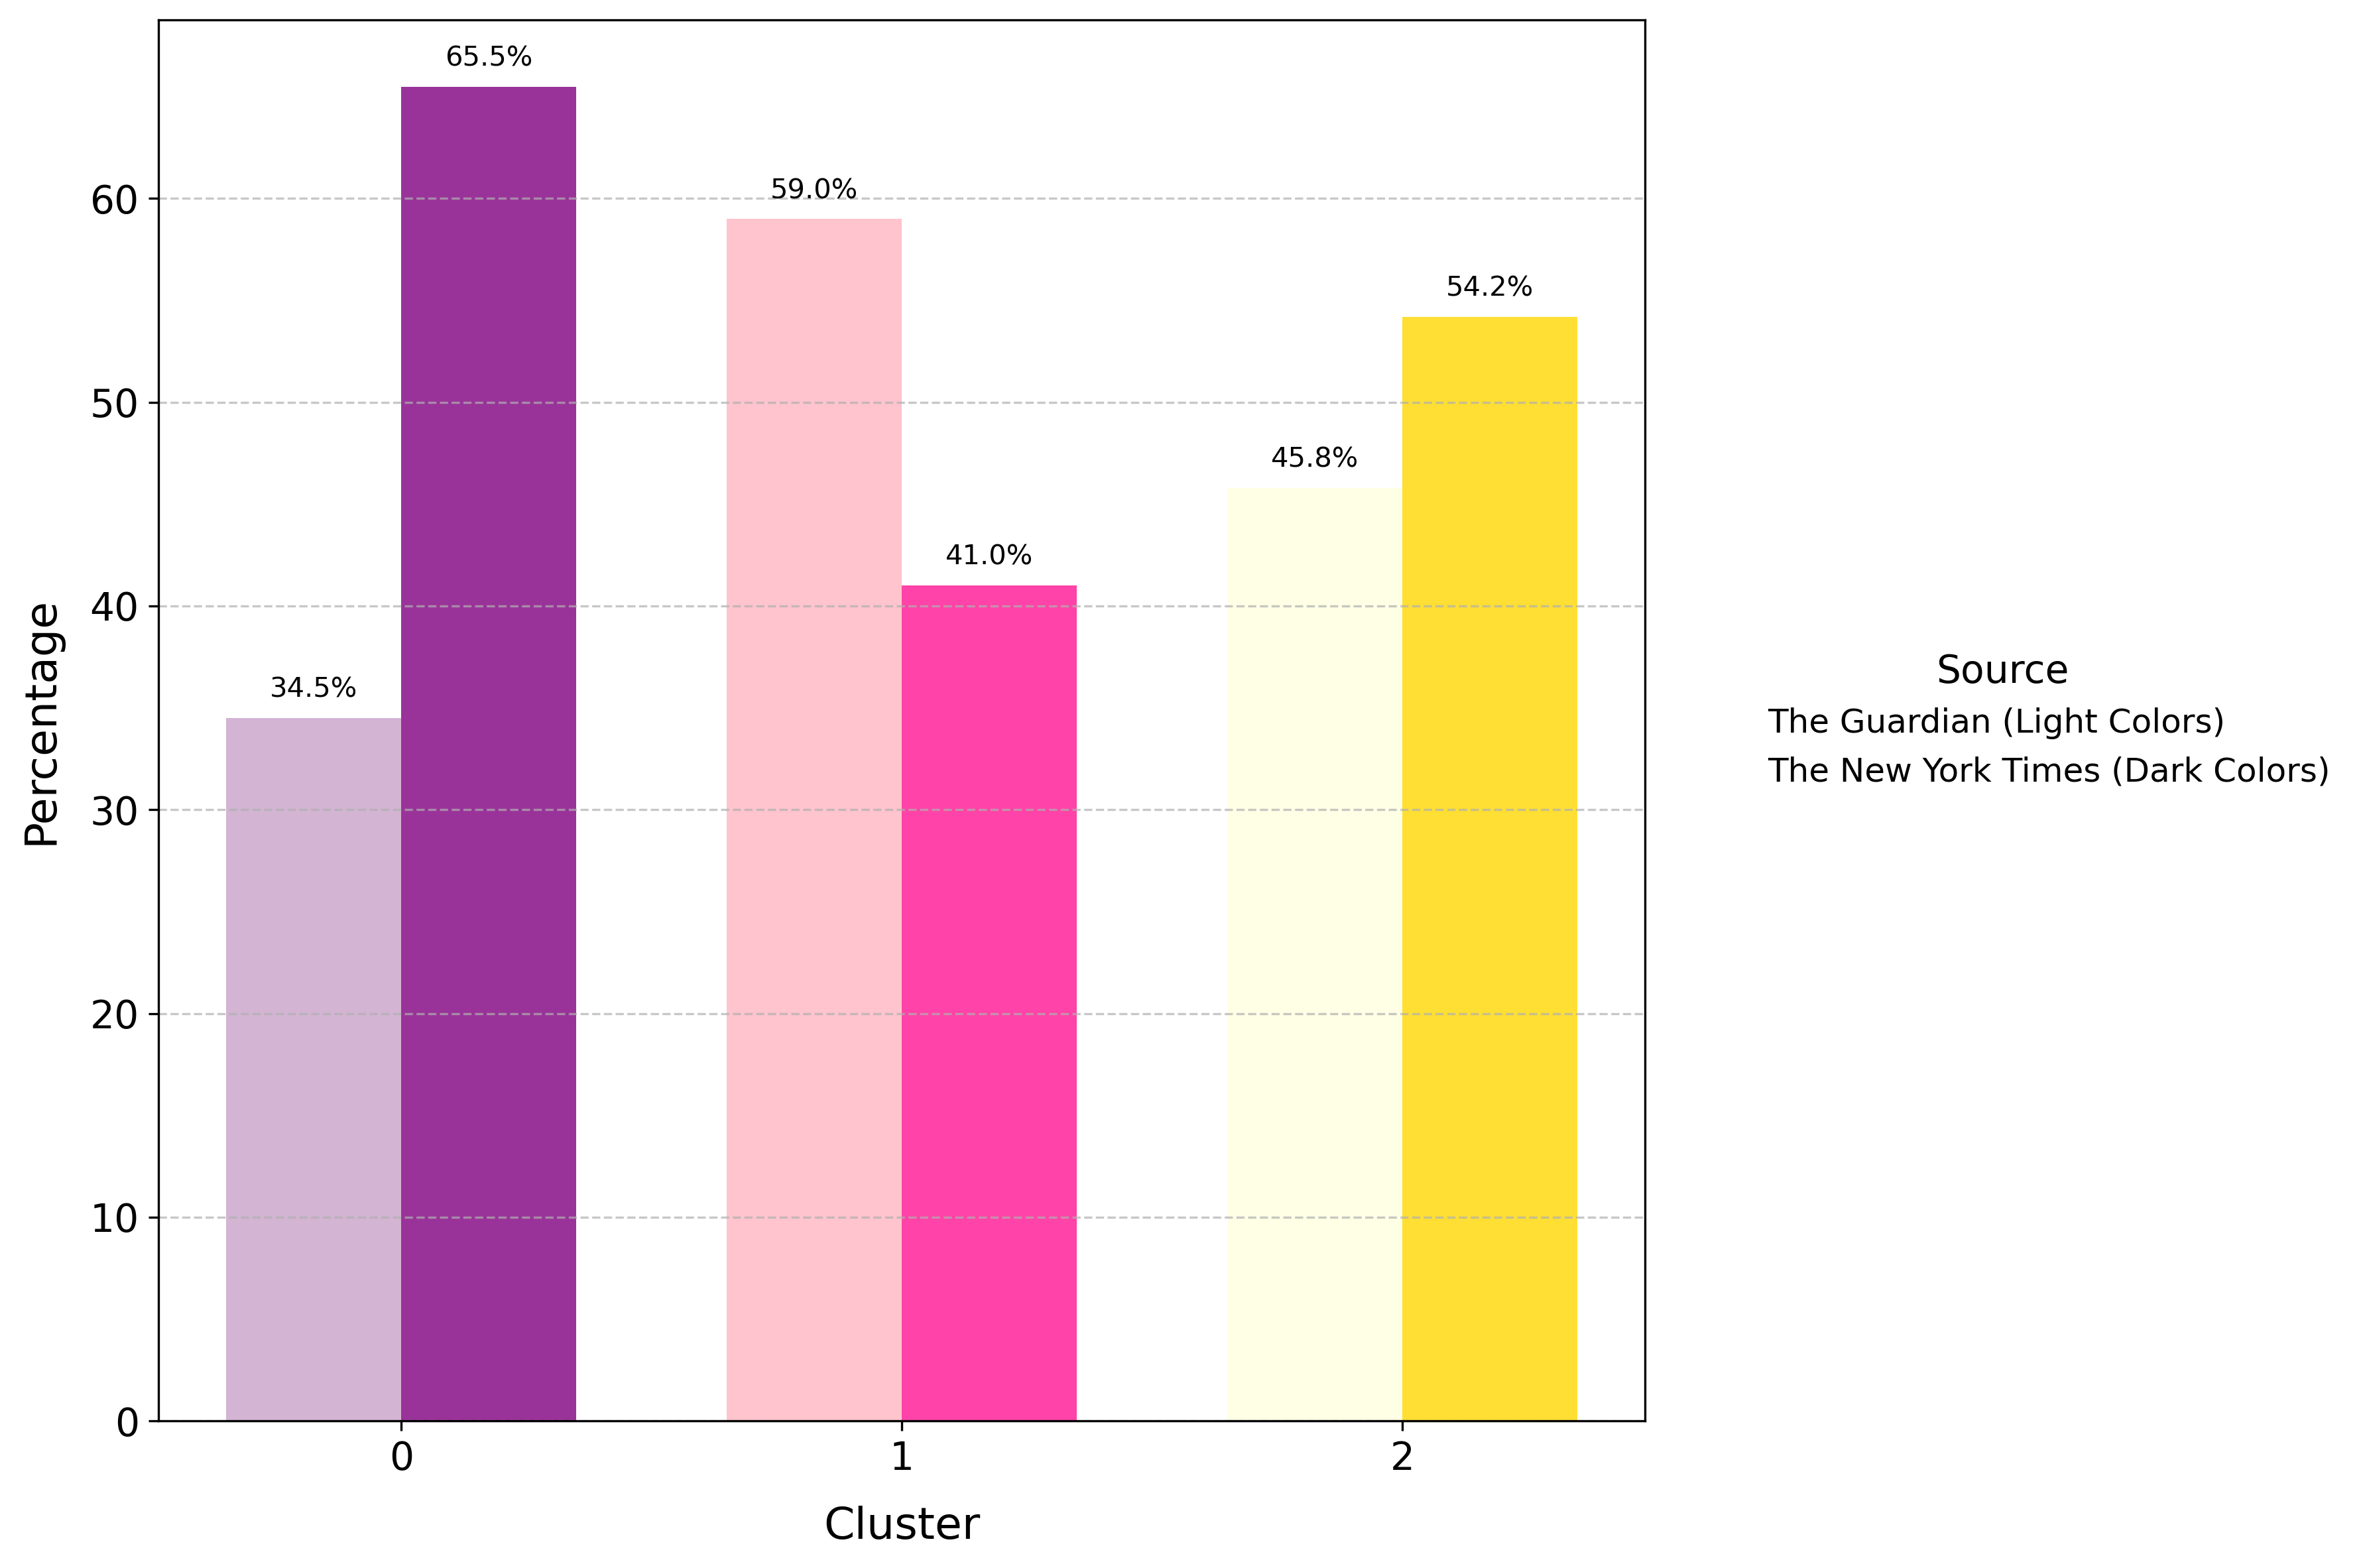 65.5%
59.0%
54.2%
45.8%
41.0%
34.5%
Percentage
60
50
40
30
20
10
0
0 1 2
Cluster
Source
The Guardian (Light Colors)
The New York Times (Dark Colors)